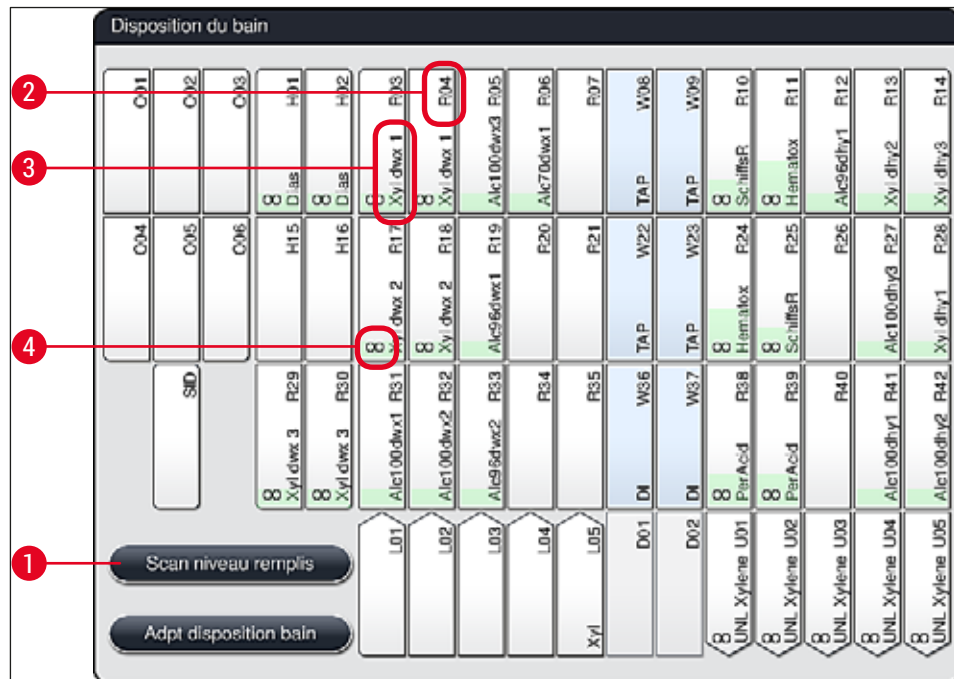 Disposition du bain
2
3
4
1
O01
O02
O03
H01 Dias
H02 Dias
R03 Xyl dwx 1
R04 Xyl dwx 1
R05 Alc100dwx3
R06 Alc70dwx1
R07
W08 TAP
W09 TAP
R10 SchiffsR
R11 Hematox
R12 Alc96dhy1
R13 Xyl dhy2
R14 Xyl dhy3
O04
O05
O06
H15
H16
R17 Xyl dwx 2
R18 Xyl dwx 2
R19 Alc96dwx1
R20
R21
W22 TAP
W23 TAP
R24 Hematox
R25 SchiffsR
R26
R27 Alc100dhy3
R28 Xyl dhy1
SID
R29 Xyl dwx 3
R30 Xyl dwx 3
R31 Alc100dwx1
R32 Alc100dwx2
R33 Alc96dwx2
R34
R35
W36 DI
W37 DI
R38 PerAcid
R39 PerAcid
R40
R41 Alc100dhy1
R42 Alc100dhy2
L01
L02
L03
L04
L05 Xyl
D01
D02
UNL Xylene U01
UNL Xylene U02
UNL Xylene U03
UNL Xylene U04
UNL Xylene U05
Scan niveau remplis
Adpt disposition bain